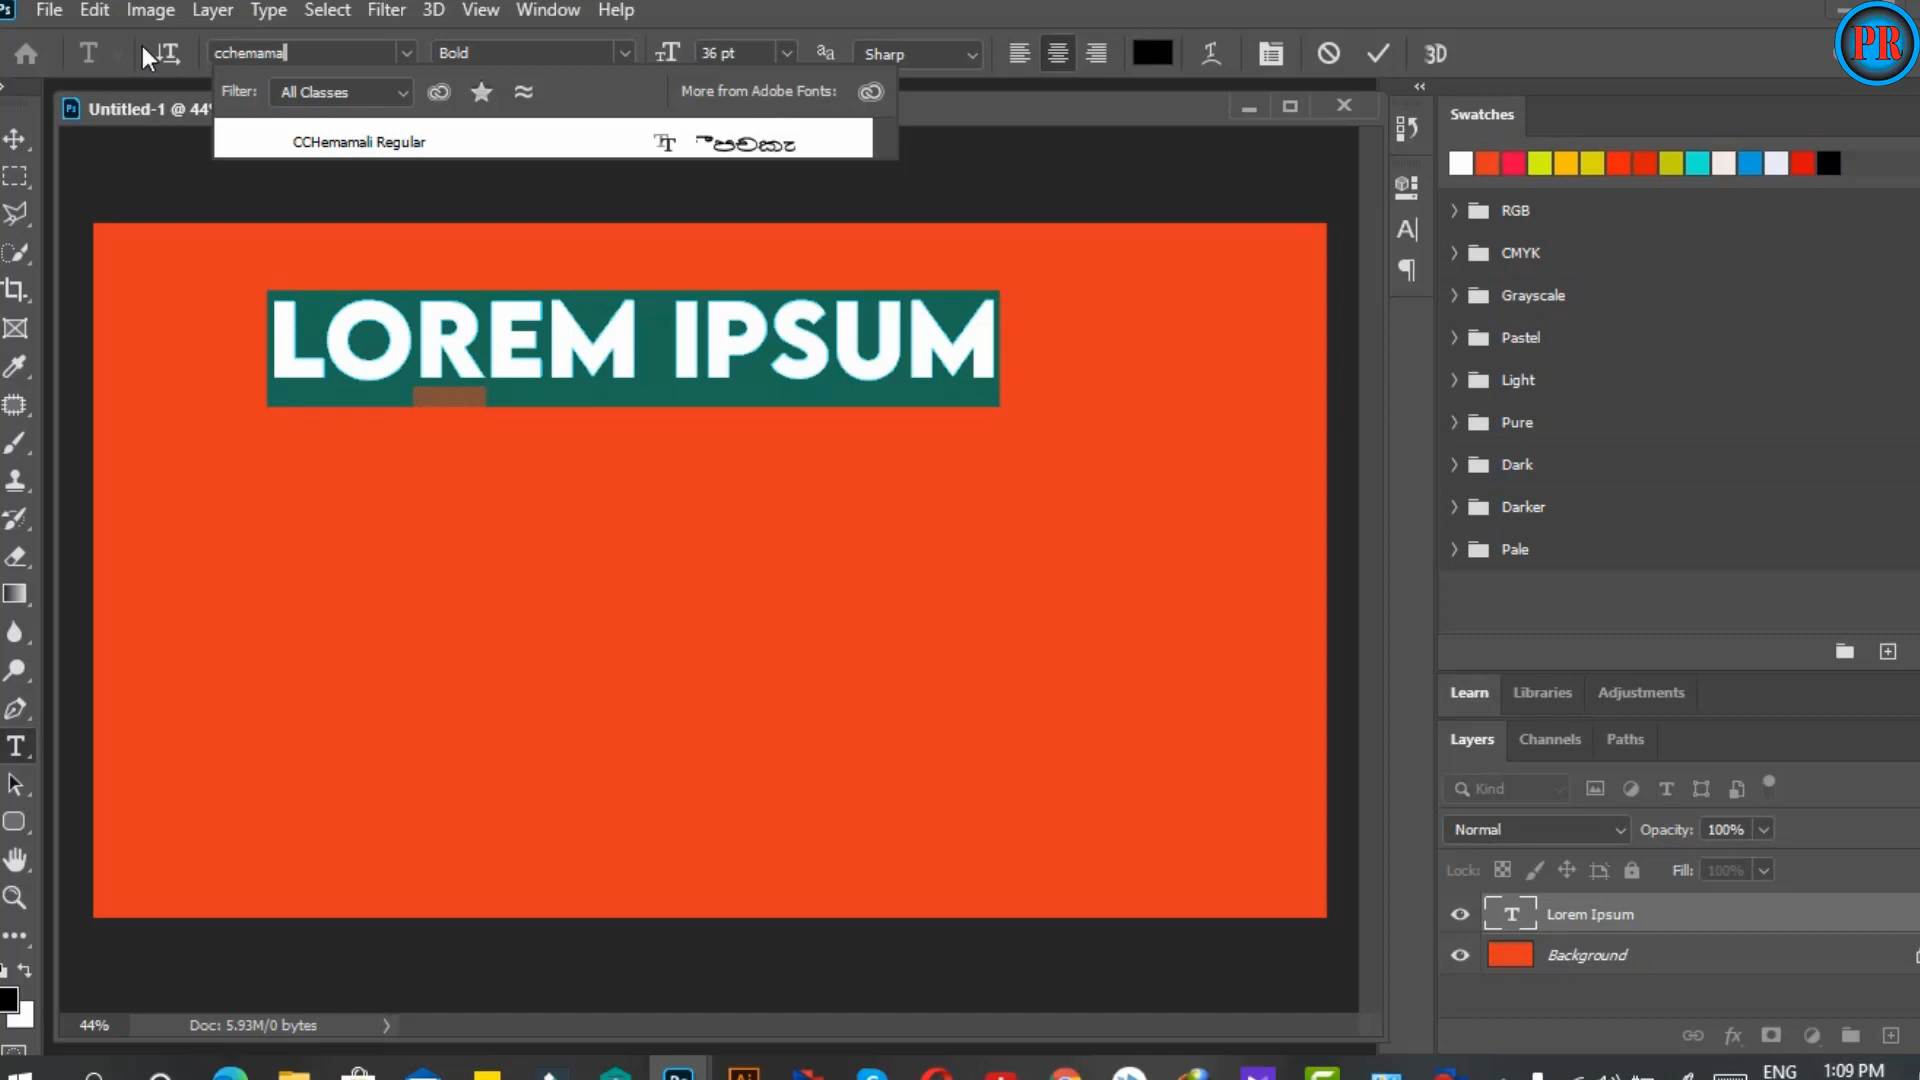 Ps File Edit Image Layer Type Select Filter 3D View Window Help
PR
cchemama Bold 36 pt Sharp 3D
Filter: All Classes More from Adobe Fonts:
CCHemamali Regular
Untitled-1 @ 44%
Swatches
RGB
CMYK
Grayscale
Pastel
Light
Pure
Dark
Darker
Pale
LOREM IPSUM
Learn Libraries Adjustments
Layers Channels Paths
Kind
Normal Opacity: 100%
Lock: Fill: 100%
Lorem Ipsum
Background
44% Doc: 5.93M/0 bytes
ENG 1:09 PM